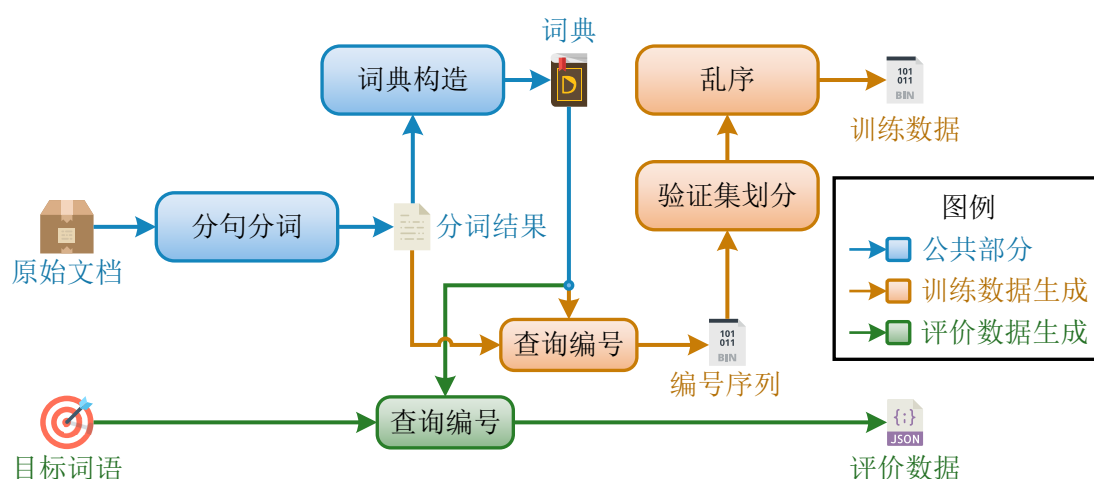 词典
词典构造
乱序
101
011
BIN
训练数据
验证集划分
分句分词
分词结果
原始文档
图例
公共部分
训练数据生成
评价数据生成
查询编号
101
011
BIN
编号序列
查询编号
目标词语
{;}
JSON
评价数据
D